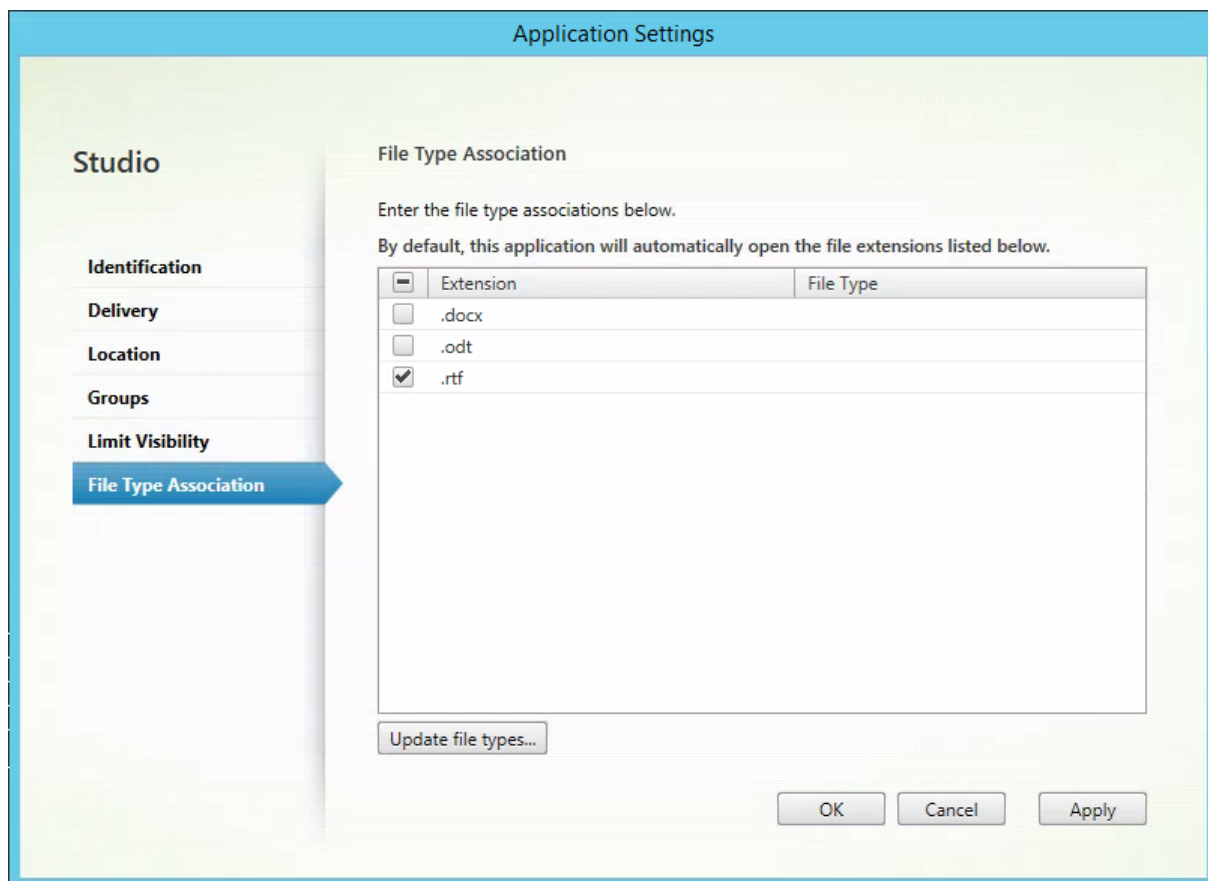 Application Settings
Studio
Identification
Delivery
Location
Groups
Limit Visibility
File Type Association
File Type Association
Enter the file type associations below.
By default, this application will automatically open the file extensions listed below.
Extension File Type
.docx
.odt
.rtf
Update file types...
OK Cancel Apply